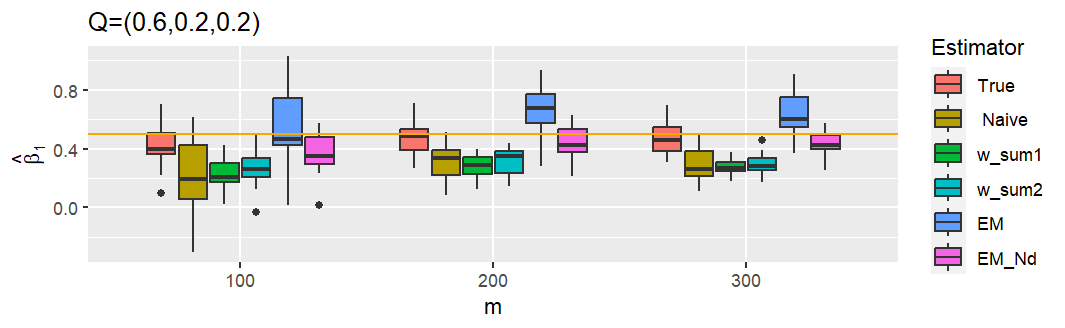 Q=(0.6,0.2,0.2)
β̂₁
0.8
0.4
0.0
100
200
300
m
Estimator
True
Naive
w_sum1
w_sum2
EM
EM_Nd